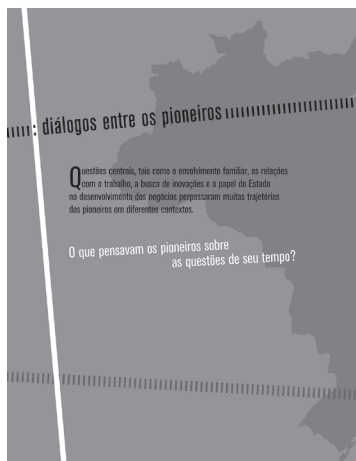 : diálogos entre os pioneiros
Questões centrais, tais como o envolvimento familiar, as relações
com o trabalho, a busca de inovações e o papel do Estado
no desenvolvimento dos negócios perpassaram muitas trajetórias
dos pioneiros em diferentes contextos.
O que pensavam os pioneiros sobre
as questões de seu tempo?